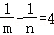 1/m - 1/n = 4